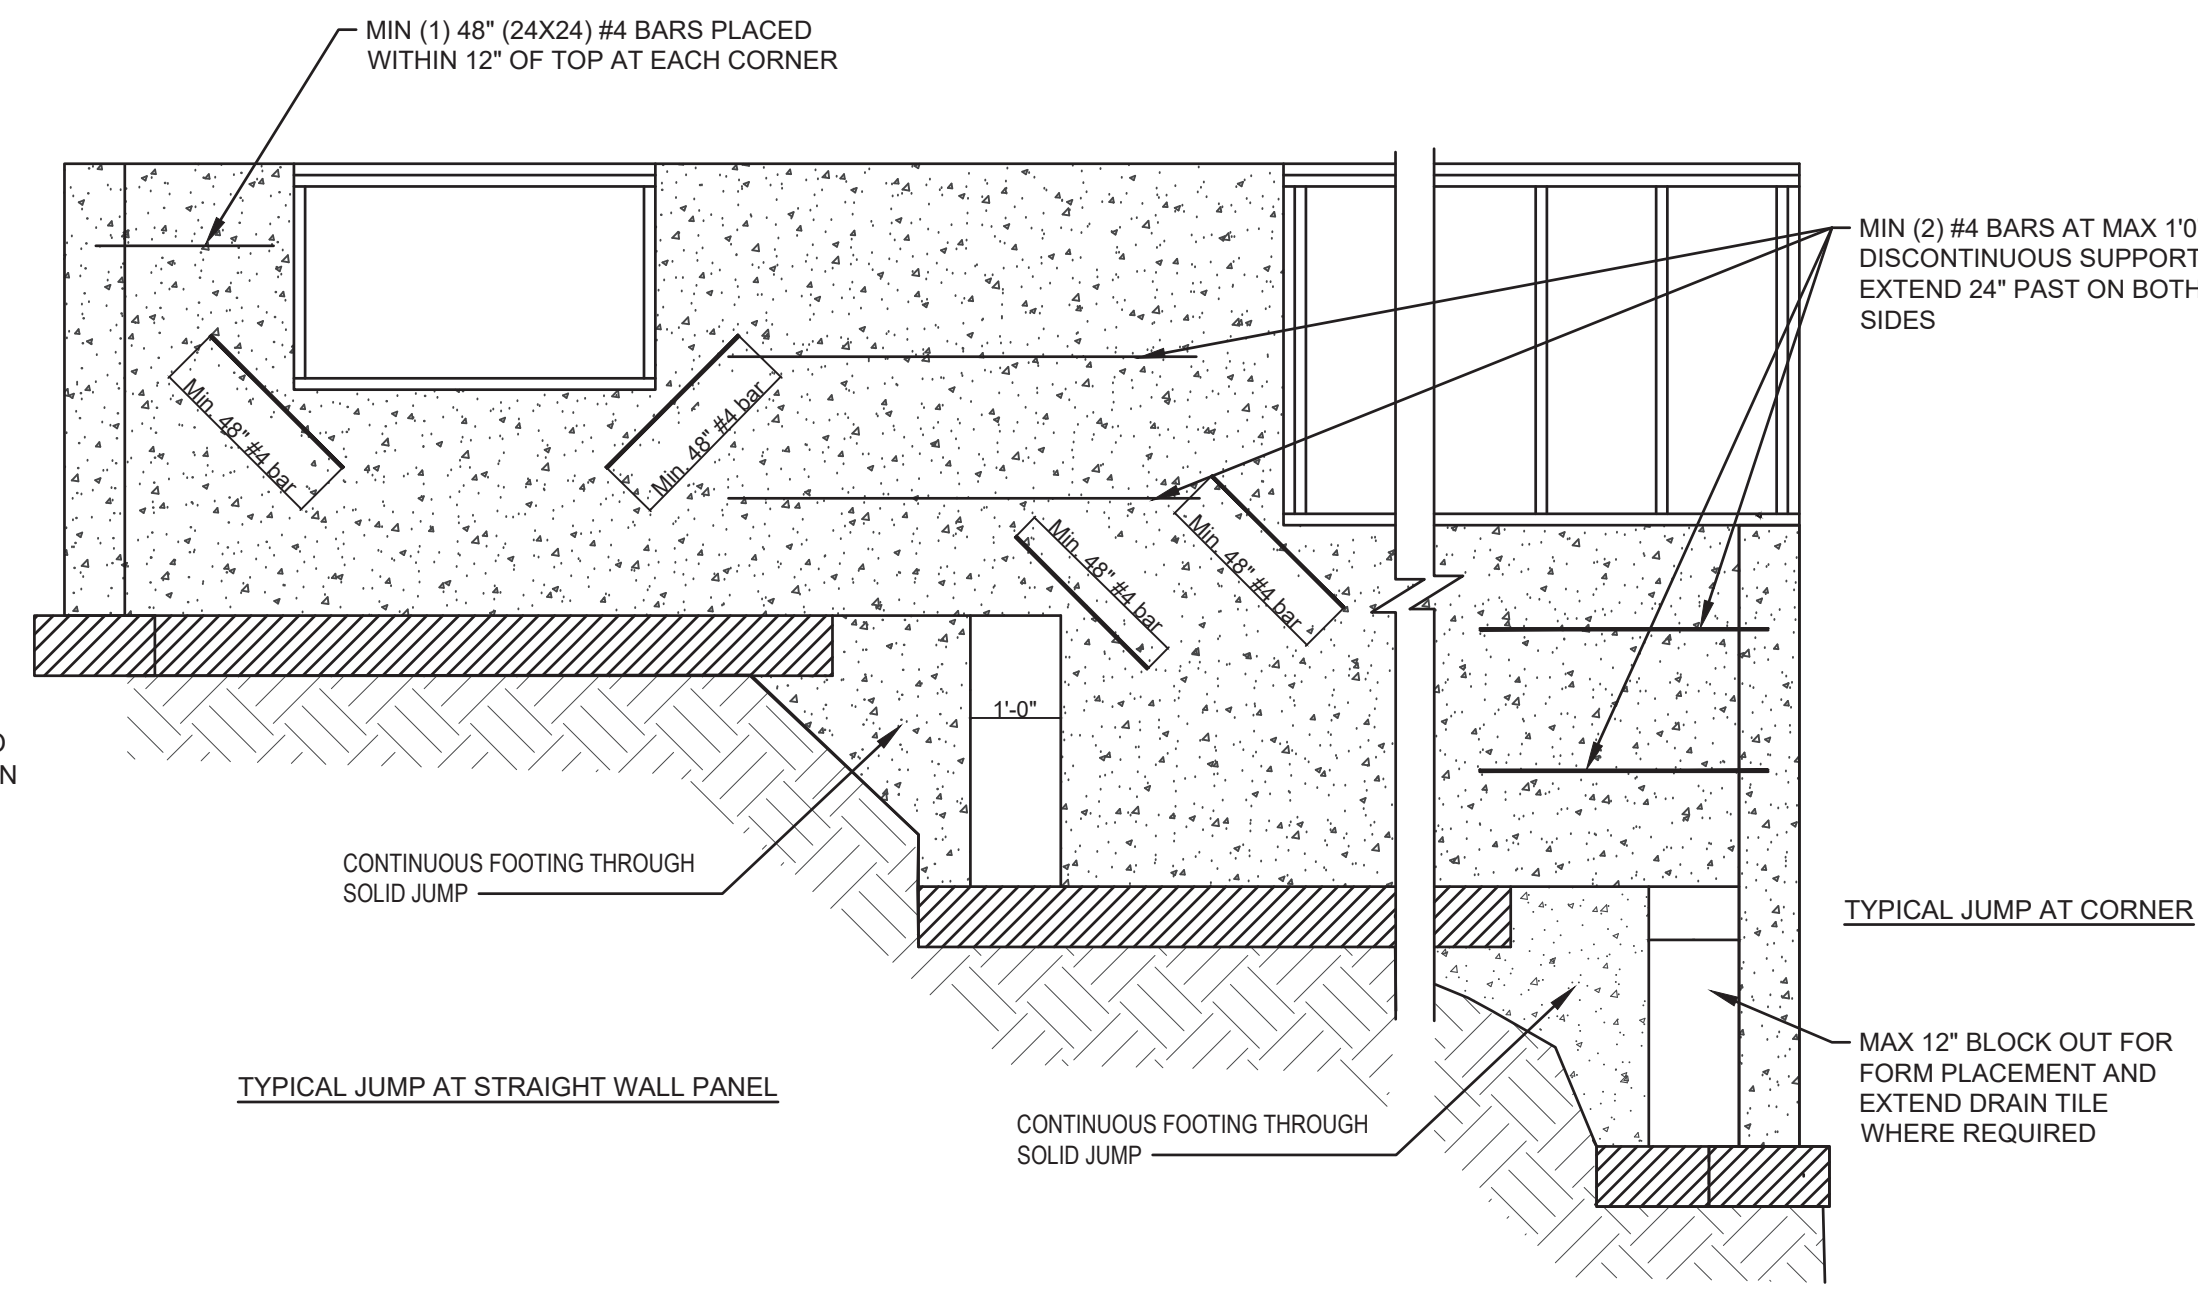 MIN (1) 48" (24X24) #4 BARS PLACED
WITHIN 12" OF TOP AT EACH CORNER
MIN (2) #4 BARS AT MAX 1'0
DISCONTINUOUS SUPPORT
EXTEND 24" PAST ON BOTH
SIDES
Min. 48" #4 bar
Min. 48" #4 bar
Min. 48" #4 bar
Min. 48" #4 bar
1'-0"
CONTINUOUS FOOTING THROUGH
SOLID JUMP
TYPICAL JUMP AT CORNER
MAX 12" BLOCK OUT FOR
FORM PLACEMENT AND
EXTEND DRAIN TILE
WHERE REQUIRED
TYPICAL JUMP AT STRAIGHT WALL PANEL
CONTINUOUS FOOTING THROUGH
SOLID JUMP